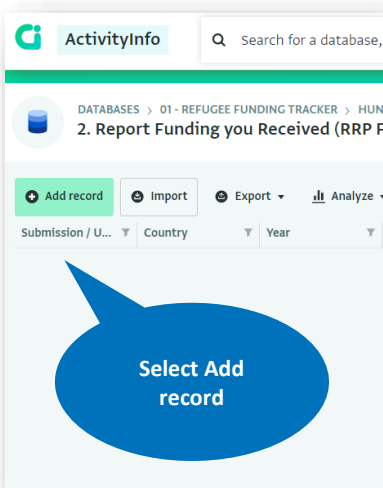 ActivityInfo
Search for a database,
DATABASES > 01 - REFUGEE FUNDING TRACKER > HUN
2. Report Funding you Received (RRP F
Add record Import Export Analyze
Submission / U... Country Year
Select Add
record